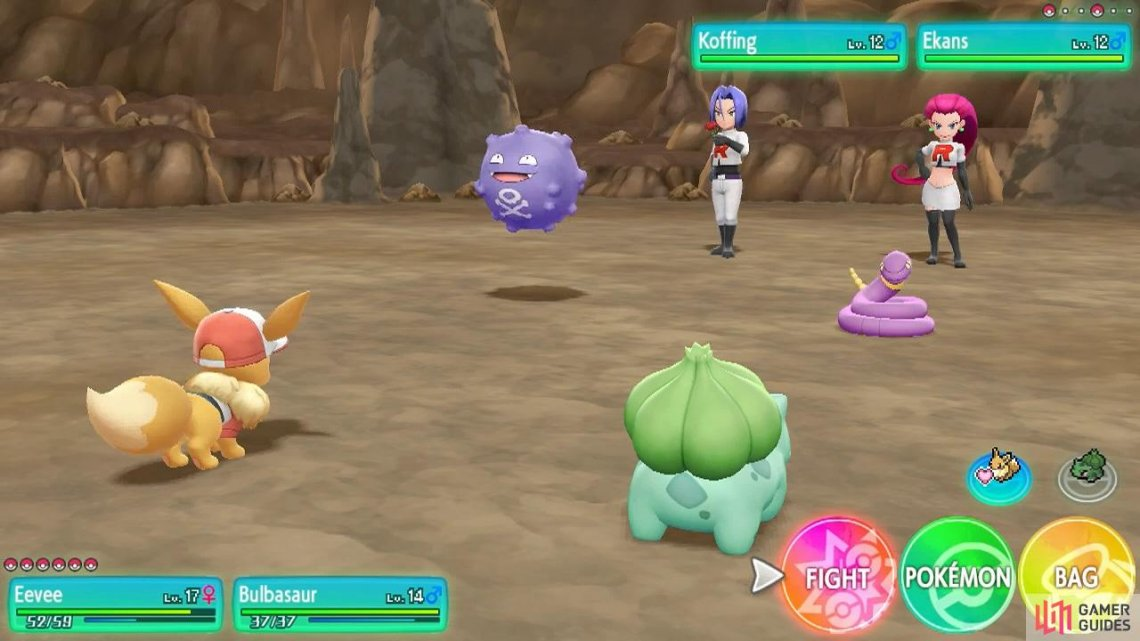 Koffing Lv. 12♂
Ekans Lv. 12♂
R
R
Eevee Lv. 17♀
52/59
Bulbasaur Lv. 14♂
37/37
FIGHT
POKÉMON
BAG
GAMER
GUIDES